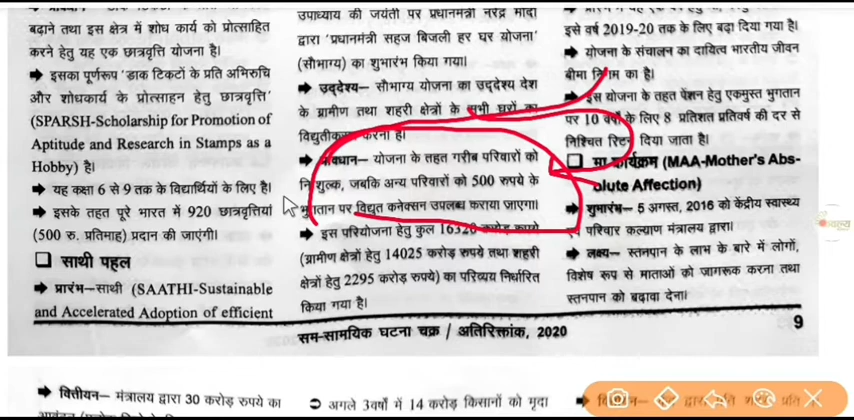 बढ़ाने तथा इस क्षेत्र में शोध कार्य को प्रोत्साहित
करने हेतु यह एक छात्रवृत्ति योजना है।
➡ इसका पूर्णरूप 'डाक टिकटों के प्रति अभिरुचि
और शोधकार्य के प्रोत्साहन हेतु छात्रवृत्ति'
(SPARSH-Scholarship for Promotion of
Aptitude and Research in Stamps as a
Hobby) है।
➡ यह कक्षा 6 से 9 तक के विद्यार्थियों के लिए है।
➡ इसके तहत पूरे भारत में 920 छात्रवृत्तियां
(500 रु. प्रतिमाह) प्रदान की जाएंगी।
❑ साथी पहल
➡ प्रारंभ–साथी (SAATHI-Sustainable
and Accelerated Adoption of efficient
उपाध्याय की जयंती पर प्रधानमंत्री नरेंद्र मोदी
द्वारा 'प्रधानमंत्री सहज बिजली हर घर योजना'
(सौभाग्य) का शुभारंभ किया गया।
➡ उद्देश्य– सौभाग्य योजना का उद्देश्य देश
के ग्रामीण तथा शहरी क्षेत्रों के सभी घरों का
विद्युतीकरण करना है।
➡ प्रावधान– योजना के तहत गरीब परिवारों को
निःशुल्क, जबकि अन्य परिवारों को 500 रुपये के
भुगतान पर विद्युत कनेक्सन उपलब्ध कराया जाएगा।
➡ इस परियोजना हेतु कुल 16320 करोड़ रुपये
(ग्रामीण क्षेत्रों हेतु 14025 करोड़ रुपये तथा शहरी
क्षेत्रों हेतु 2295 करोड़ रुपये) का परिव्यय निर्धारित
किया गया है।
इसे वर्ष 2019-20 तक के लिए बढ़ा दिया गया है।
➡ योजना के संचालन का दायित्व भारतीय जीवन
बीमा निगम का है।
➡ इस योजना के तहत पेंशन हेतु एकमुस्त भुगतान
पर 10 वर्षों के लिए 8 प्रतिशत प्रतिवर्ष की दर से
निश्चित रिटर्न दिया जाता है।
❑ मा कार्यक्रम (MAA-Mother's Abs-
olute Affection)
➡ शुभारंभ– 5 अगस्त, 2016 को केंद्रीय स्वास्थ्य
एवं परिवार कल्याण मंत्रालय द्वारा।
➡ लक्ष्य– स्तनपान के लाभ के बारे में लोगों,
विशेष रूप से माताओं को जागरूक करना तथा
स्तनपान को बढ़ावा देना।
सम-सामयिक घटना चक्र / अतिरिक्तांक, 2020
9
➡ वित्तीयन– मंत्रालय द्वारा 30 करोड़ रुपये का
➲ अगले 3वर्षों में 14 करोड़ किसानों को मृदा